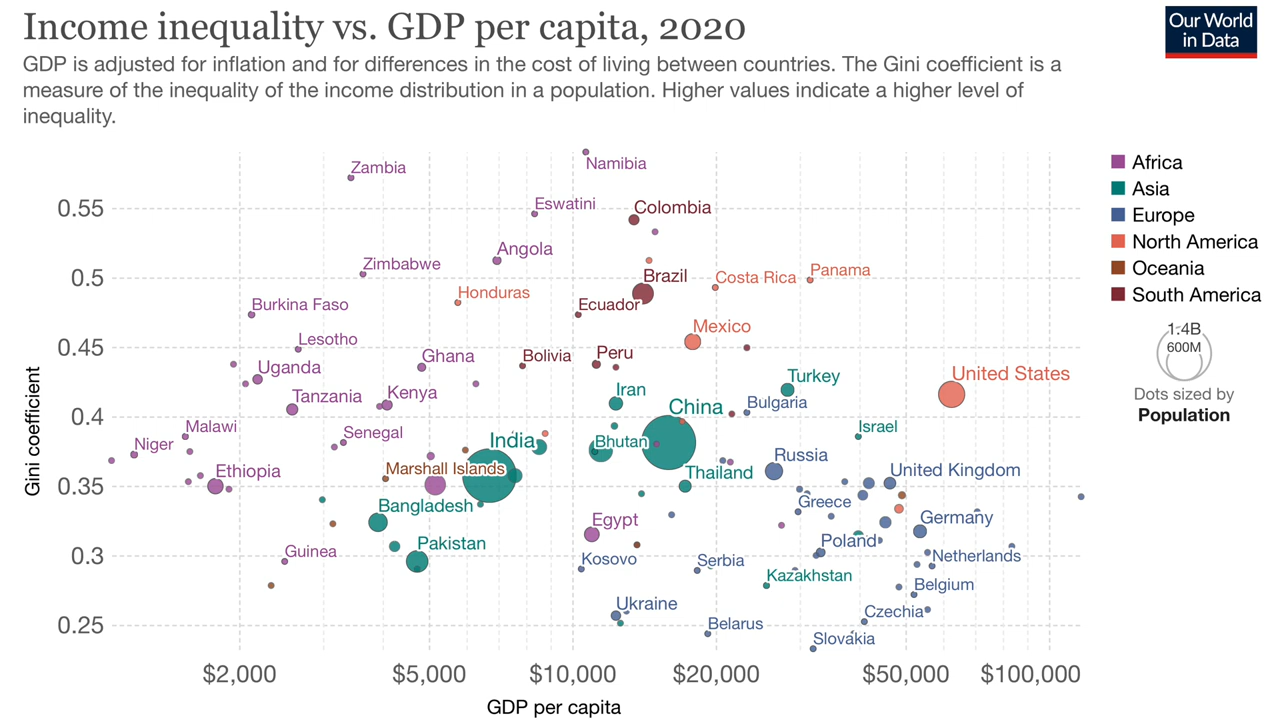 Income inequality vs. GDP per capita, 2020
Our World
in Data
GDP is adjusted for inflation and for differences in the cost of living between countries. The Gini coefficient is a
measure of the inequality of the income distribution in a population. Higher values indicate a higher level of
inequality.
Zambia
Namibia
Africa
Asia
Europe
North America
Oceania
South America
1:4B
600M
Dots sized by
Population
0.55
Eswatini
Colombia
Angola
Zimbabwe
0.5
Brazil
Costa Rica
Panama
Honduras
Burkina Faso
Ecuador
Mexico
Lesotho
0.45
Ghana
Bolivia
Peru
Uganda
Turkey
United States
Tanzania
Kenya
Iran
China
Bulgaria
0.4
Malawi
Senegal
Niger
India
Bhutan
Israel
Russia
Ethiopia
Marshall Islands
Thailand
United Kingdom
0.35
Bangladesh
Greece
Egypt
Germany
Pakistan
Poland
Guinea
0.3
Kosovo
Serbia
Netherlands
Kazakhstan
Belgium
Ukraine
Czechia
0.25
Belarus
Slovakia
Gini coefficient
$2,000
$5,000
$10,000
$20,000
$50,000
$100,000
GDP per capita